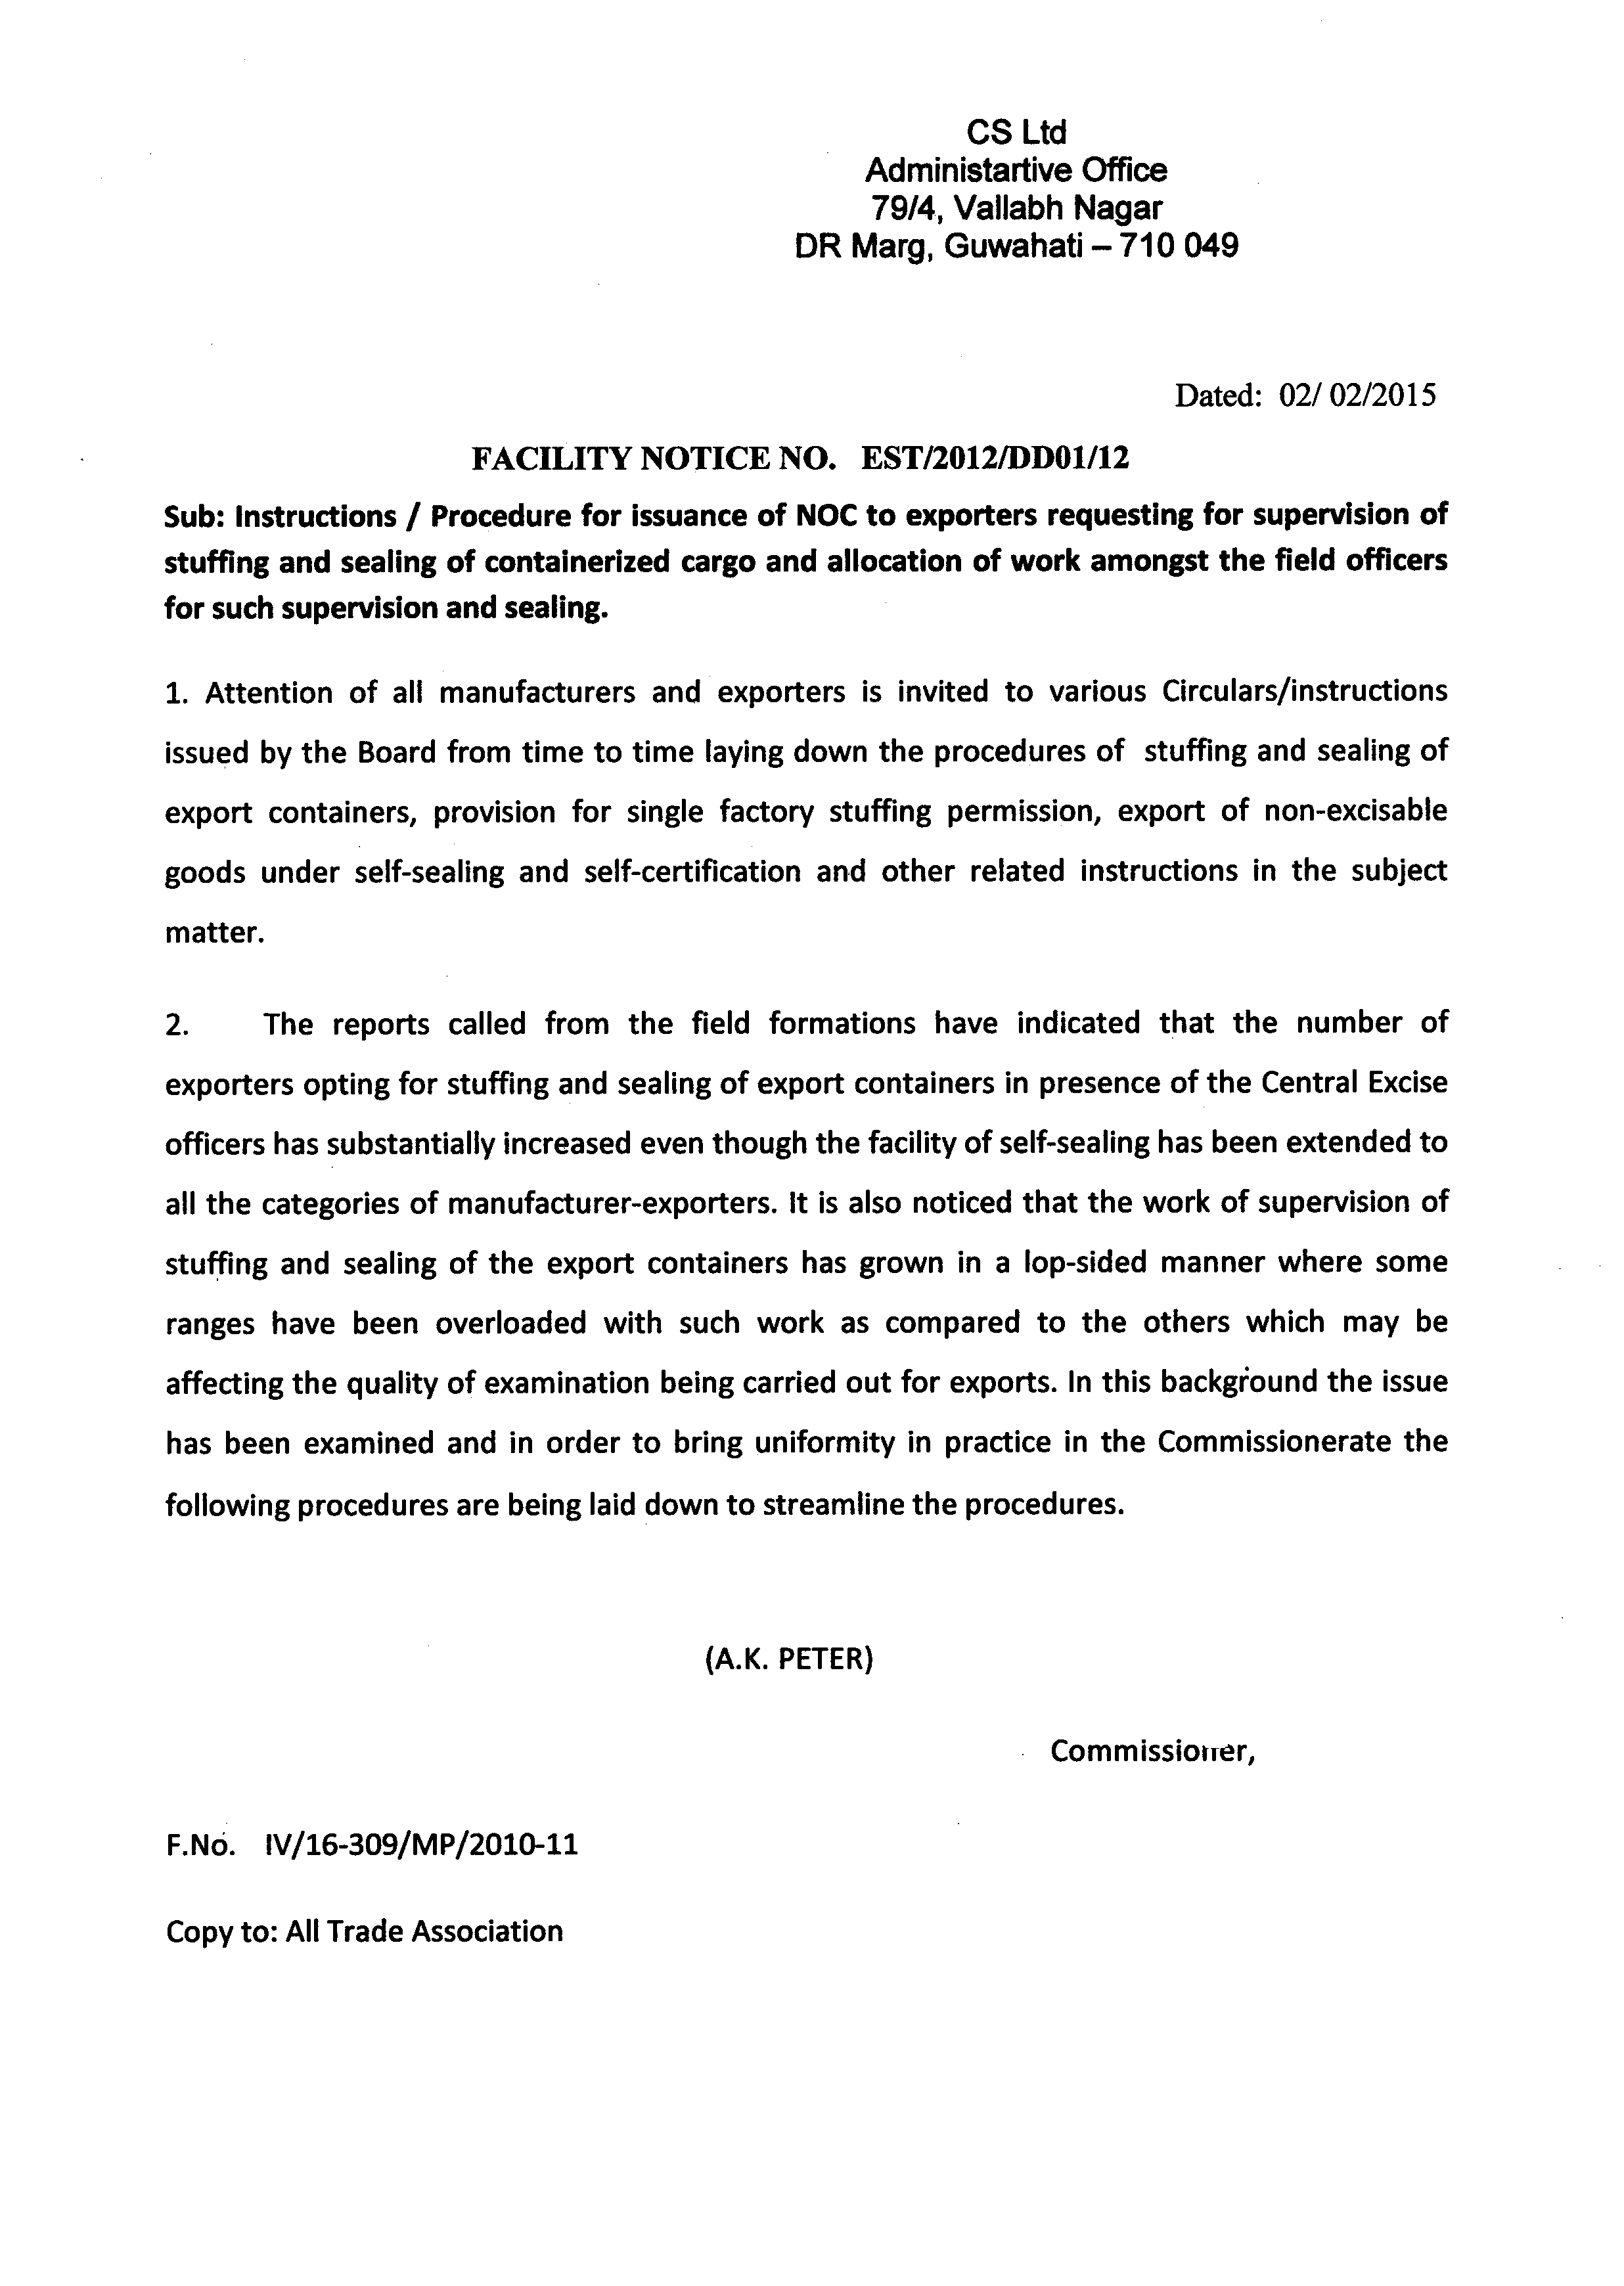 CS Ltd
Administartive Office
79/4, Vallabh Nagar
DR Marg, Guwahati – 710 049
Dated: 02/ 02/2015
FACILITY NOTICE NO. EST/2012/DD01/12
Sub: Instructions / Procedure for issuance of NOC to exporters requesting for supervision of
stuffing and sealing of containerized cargo and allocation of work amongst the field officers
for such supervision and sealing.
1. Attention of all manufacturers and exporters is invited to various Circulars/instructions
issued by the Board from time to time laying down the procedures of stuffing and sealing of
export containers, provision for single factory stuffing permission, export of non-excisable
goods under self-sealing and self-certification and other related instructions in the subject
matter.
2. The reports called from the field formations have indicated that the number of
exporters opting for stuffing and sealing of export containers in presence of the Central Excise
officers has substantially increased even though the facility of self-sealing has been extended to
all the categories of manufacturer-exporters. It is also noticed that the work of supervision of
stuffing and sealing of the export containers has grown in a lop-sided manner where some
ranges have been overloaded with such work as compared to the others which may be
affecting the quality of examination being carried out for exports. In this background the issue
has been examined and in order to bring uniformity in practice in the Commissionerate the
following procedures are being laid down to streamline the procedures.
(A.K. PETER)
Commissioner,
F.No. IV/16-309/MP/2010-11
Copy to: All Trade Association